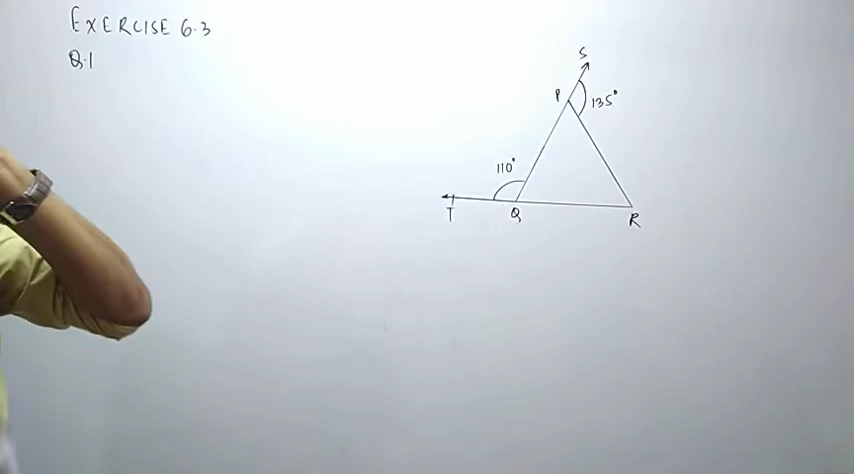 EXERCISE 6.3
Q.1
S
P
135°
110°
T
Q
R